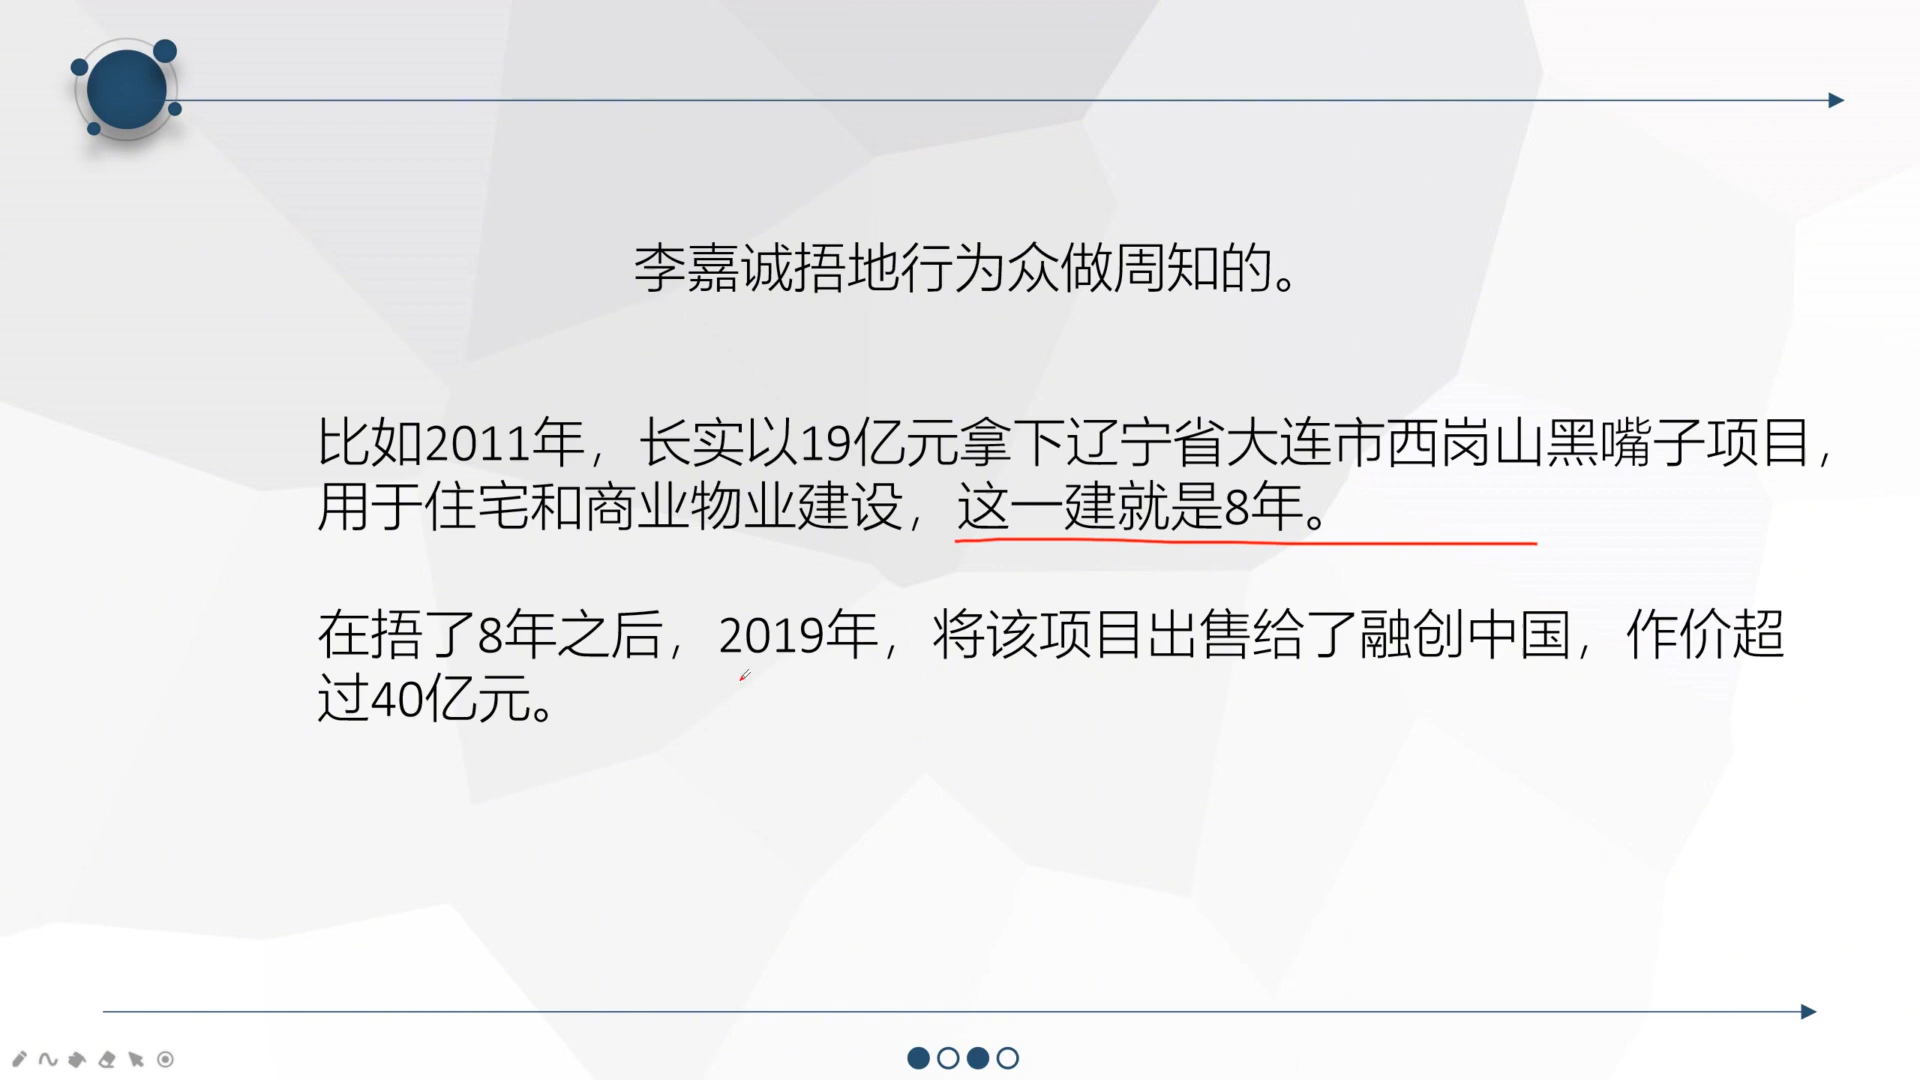 李嘉诚捂地行为众做周知的。
比如2011年，长实以19亿元拿下辽宁省大连市西岗山黑嘴子项目，
用于住宅和商业物业建设，这一建就是8年。
在捂了8年之后，2019年，将该项目出售给了融创中国，作价超
过40亿元。